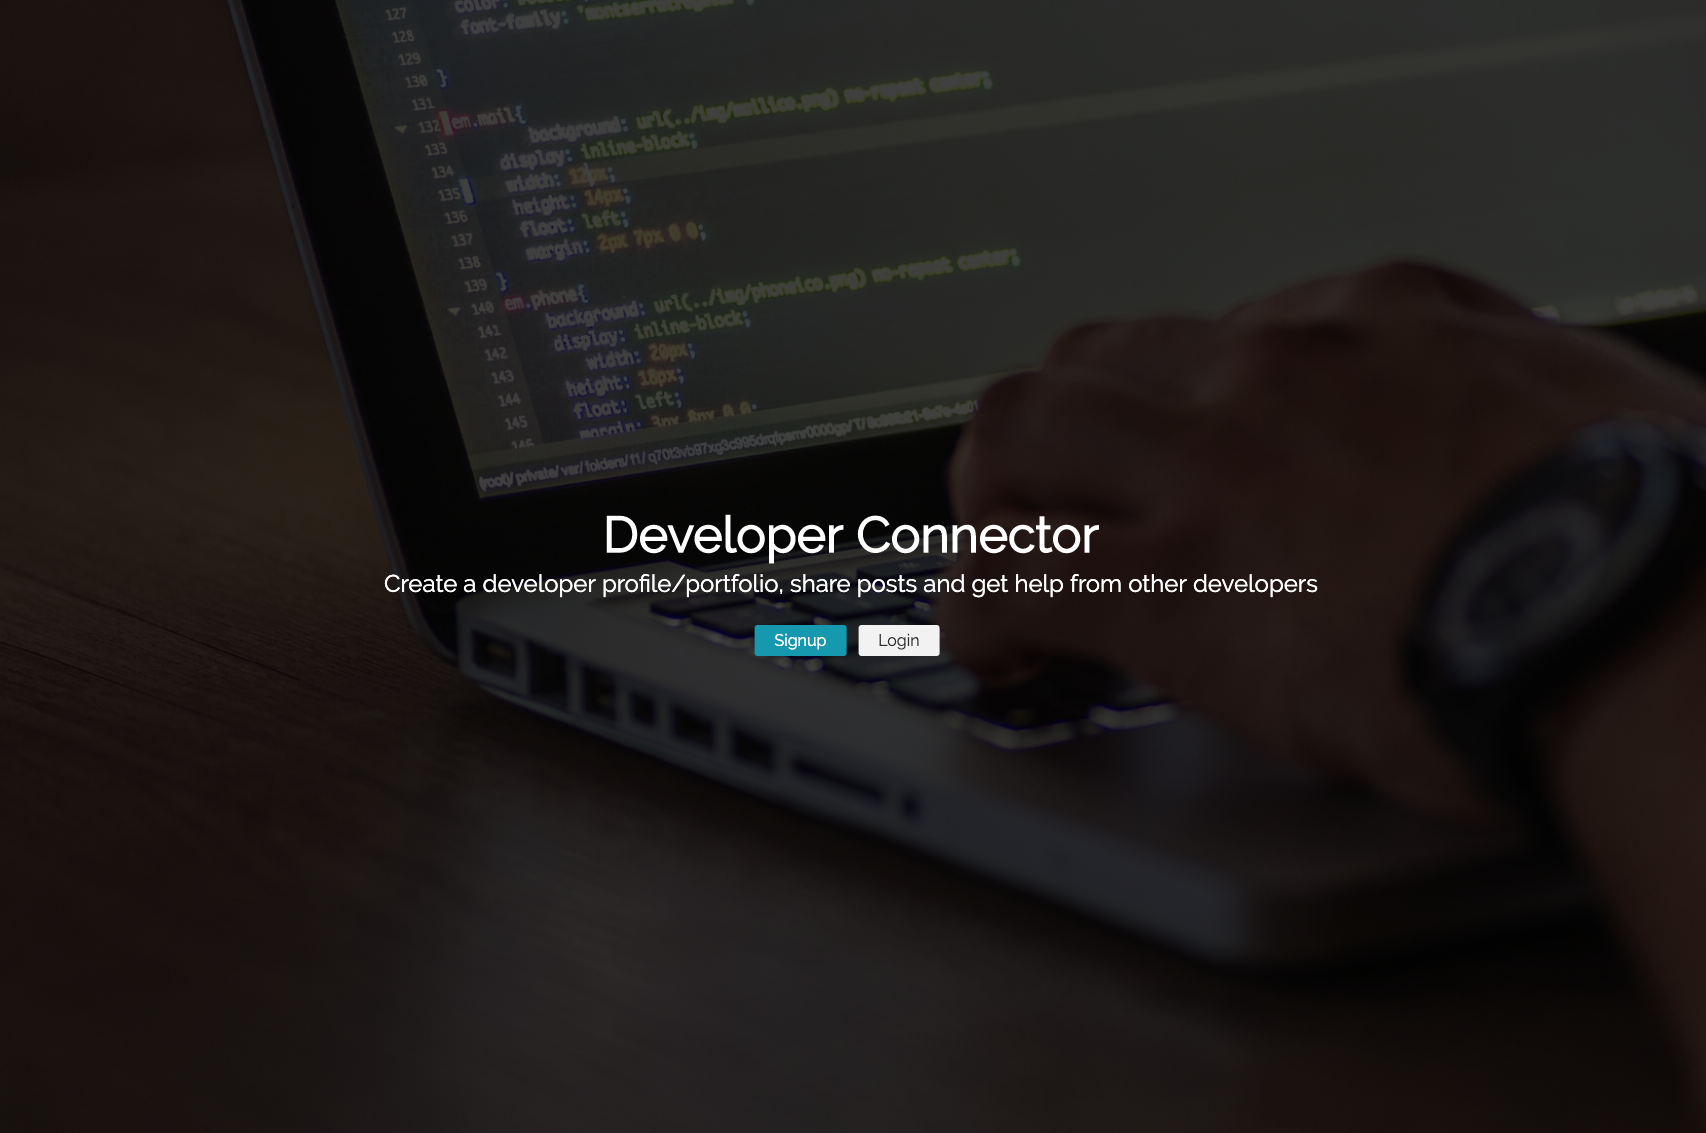 127 color:
128 font-family: 'montserratregular';
129
130 }
131
132 em.mail{
133 background: url(../img/mailico.png) no-repeat center;
134 display: inline-block;
135 width: 12px;
136 height: 14px;
137 float: left;
138 margin: 2px 7px 0 0;
139 }
140 em.phone{
141 background: url(../img/phoneico.png) no-repeat center;
142 display: inline-block;
143 width: 20px;
144 height: 18px;
145 float: left;
146 margin: 3px 8px 0 0;
(root)/ private/ var/ folders/ f1/
Developer Connector
Create a developer profile/portfolio, share posts and get help from other developers
Signup
Login